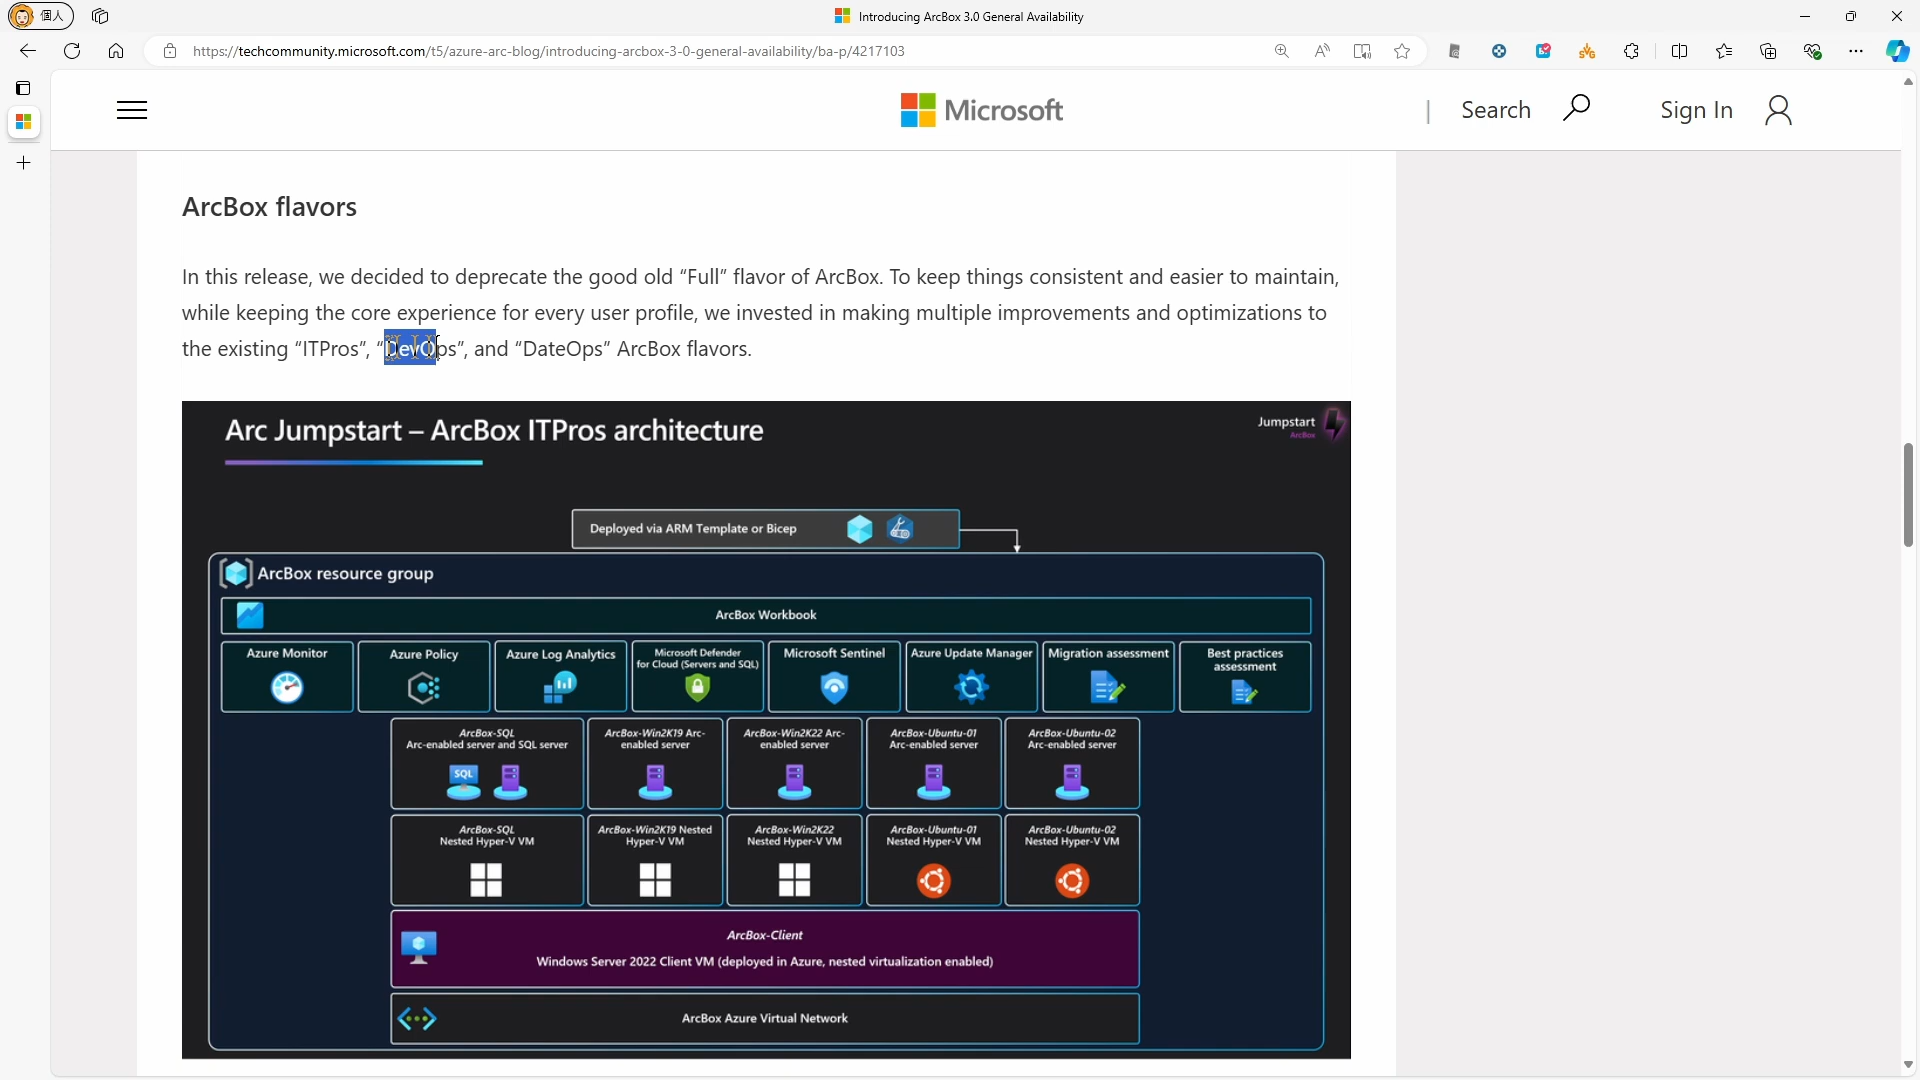 個人
Introducing ArcBox 3.0 General Availability
https://techcommunity.microsoft.com/t5/azure-arc-blog/introducing-arcbox-3-0-general-availability/ba-p/4217103
Microsoft
| Search
Sign In
ArcBox flavors
In this release, we decided to deprecate the good old “Full” flavor of ArcBox. To keep things consistent and easier to maintain,
while keeping the core experience for every user profile, we invested in making multiple improvements and optimizations to
the existing “ITPros”, “DevOps”, and “DateOps” ArcBox flavors.
Arc Jumpstart – ArcBox ITPros architecture
Jumpstart
ArcBox
Deployed via ARM Template or Bicep
ArcBox resource group
ArcBox Workbook
Azure Monitor
Azure Policy
Azure Log Analytics
Microsoft Defender
for Cloud (Servers and SQL)
Microsoft Sentinel
Azure Update Manager
Migration assessment
Best practices
assessment
ArcBox-SQL
Arc-enabled server and SQL server
SQL
ArcBox-Win2K19 Arc-
enabled server
ArcBox-Win2K22 Arc-
enabled server
ArcBox-Ubuntu-01
Arc-enabled server
ArcBox-Ubuntu-02
Arc-enabled server
ArcBox-SQL
Nested Hyper-V VM
ArcBox-Win2K19 Nested
Hyper-V VM
ArcBox-Win2K22
Nested Hyper-V VM
ArcBox-Ubuntu-01
Nested Hyper-V VM
ArcBox-Ubuntu-02
Nested Hyper-V VM
ArcBox-Client
Windows Server 2022 Client VM (deployed in Azure, nested virtualization enabled)
ArcBox Azure Virtual Network